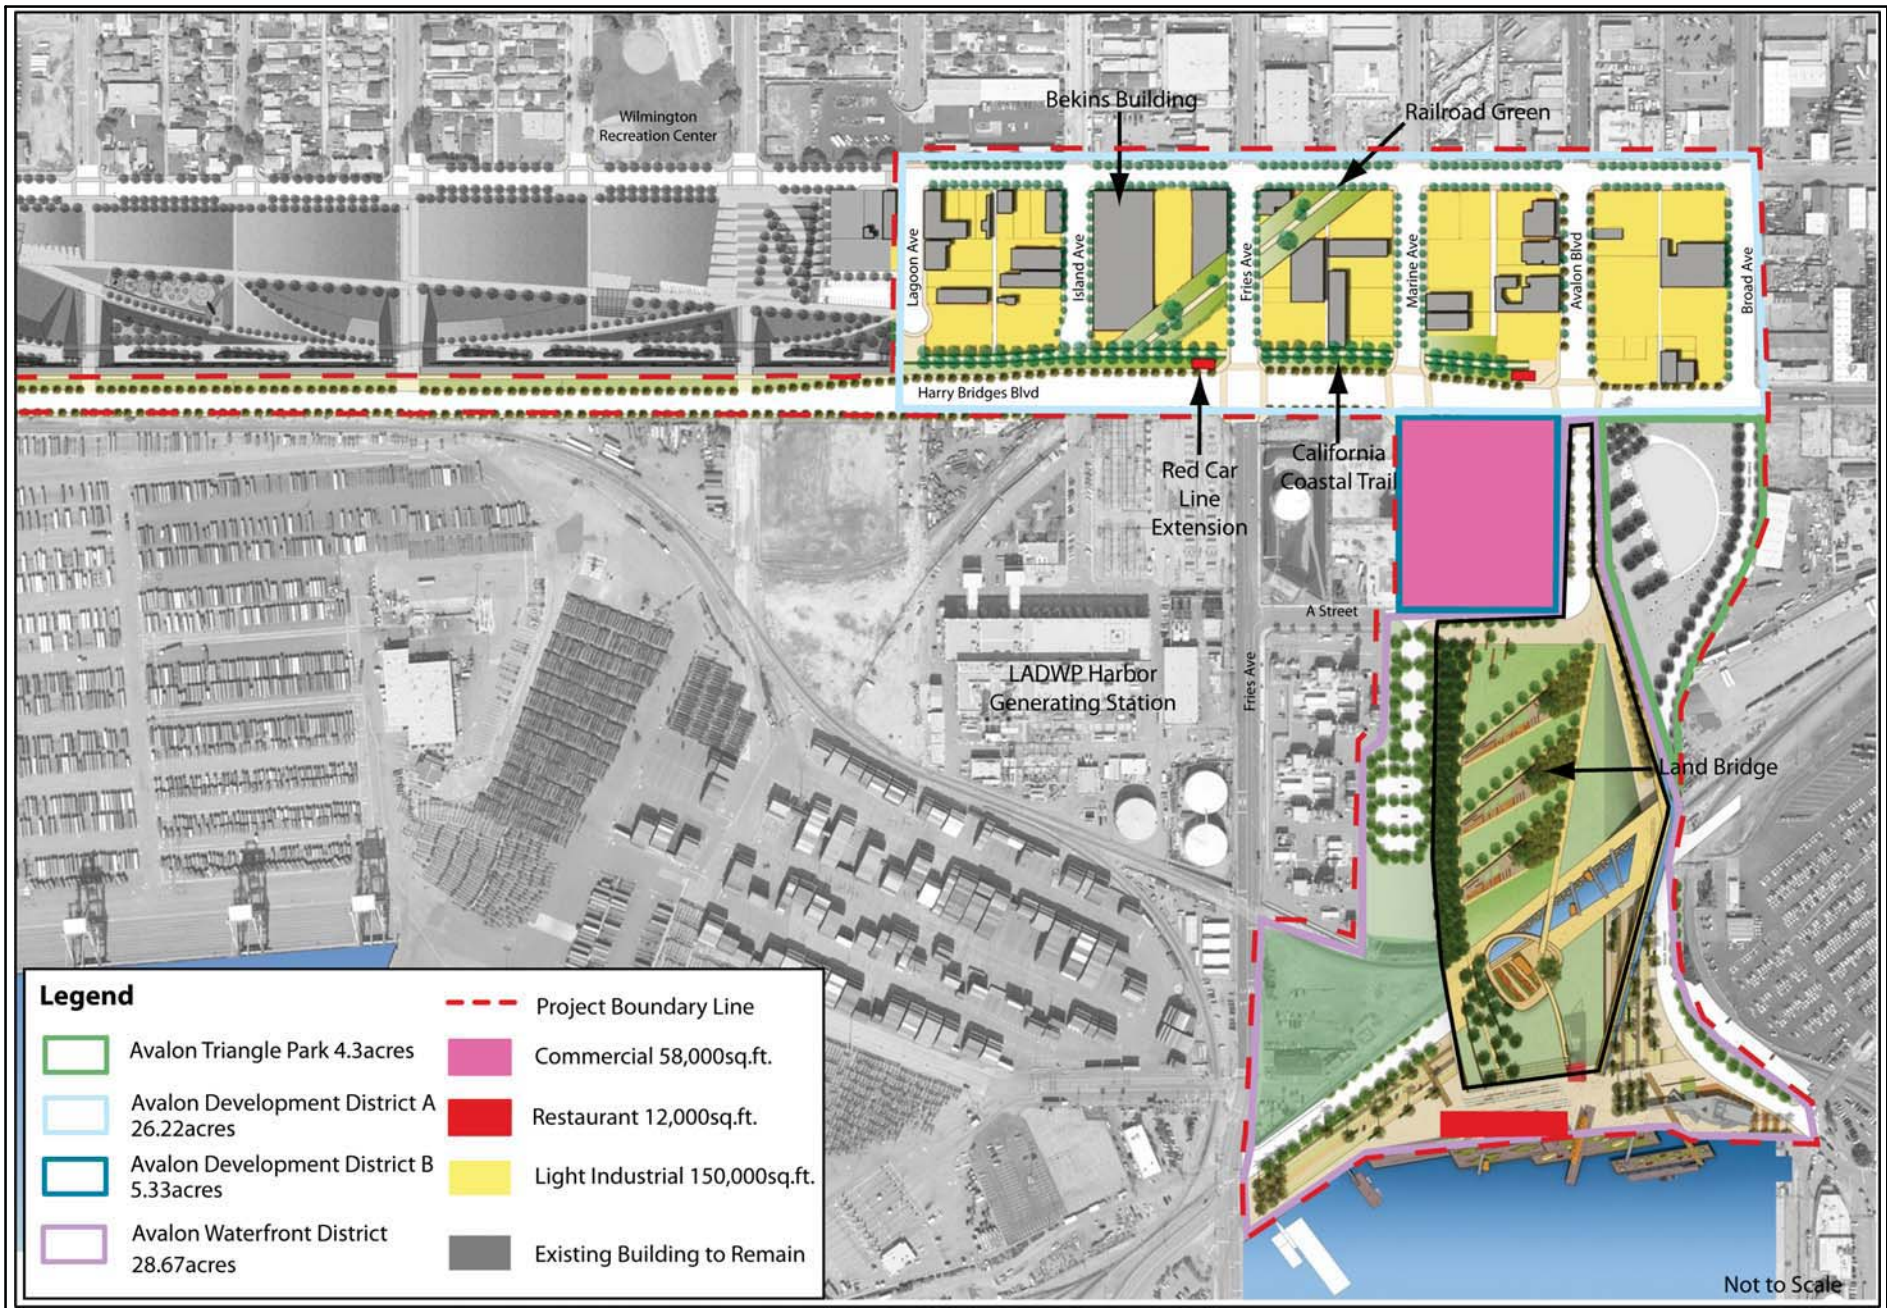 Wilmington
Recreation Center
Bekins Building
Railroad Green
Lagoon Ave
Island Ave
Fries Ave
Marine Ave
Avalon Blvd
Broad Ave
Harry Bridges Blvd
Red Car
Line
Extension
California
Coastal Trail
A Street
LADWP Harbor
Generating Station
Fries Ave
Land Bridge
Legend
Avalon Triangle Park 4.3acres
Avalon Development District A
26.22acres
Avalon Development District B
5.33acres
Avalon Waterfront District
28.67acres
Project Boundary Line
Commercial 58,000sq.ft.
Restaurant 12,000sq.ft.
Light Industrial 150,000sq.ft.
Existing Building to Remain
Not to Scale